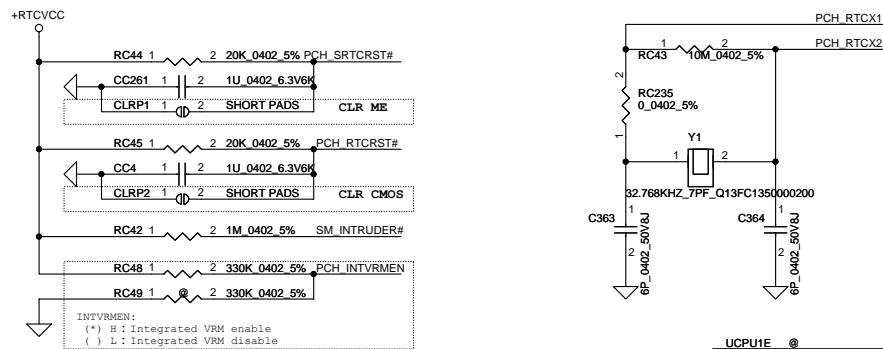 +RTCVCC
RC44 1 2 20K_0402_5% PCH_SRTCRST#
CC261 1 2 1U_0402_6.3V6K
CLRP1 1 2 SHORT PADS CLR ME
RC45 1 2 20K_0402_5% PCH_RTCRST#
CC4 1 2 1U_0402_6.3V6K
CLRP2 1 2 SHORT PADS CLR CMOS
RC42 1 2 1M_0402_5% SM_INTRUDER#
RC48 1 2 330K_0402_5% PCH_INTVRMEN
RC49 1 @ 2 330K_0402_5%
INTVRMEN:
(*) H：Integrated VRM enable
( ) L：Integrated VRM disable
PCH_RTCX1
PCH_RTCX2
RC43 1 2
10M_0402_5%
2
RC235
0_0402_5%
1
Y1
1 2
32.768KHZ_7PF_Q13FC1350000200
C363 1
2
6P_0402_50V8J
C364 1
2
6P_0402_50V8J
UCPU1E @